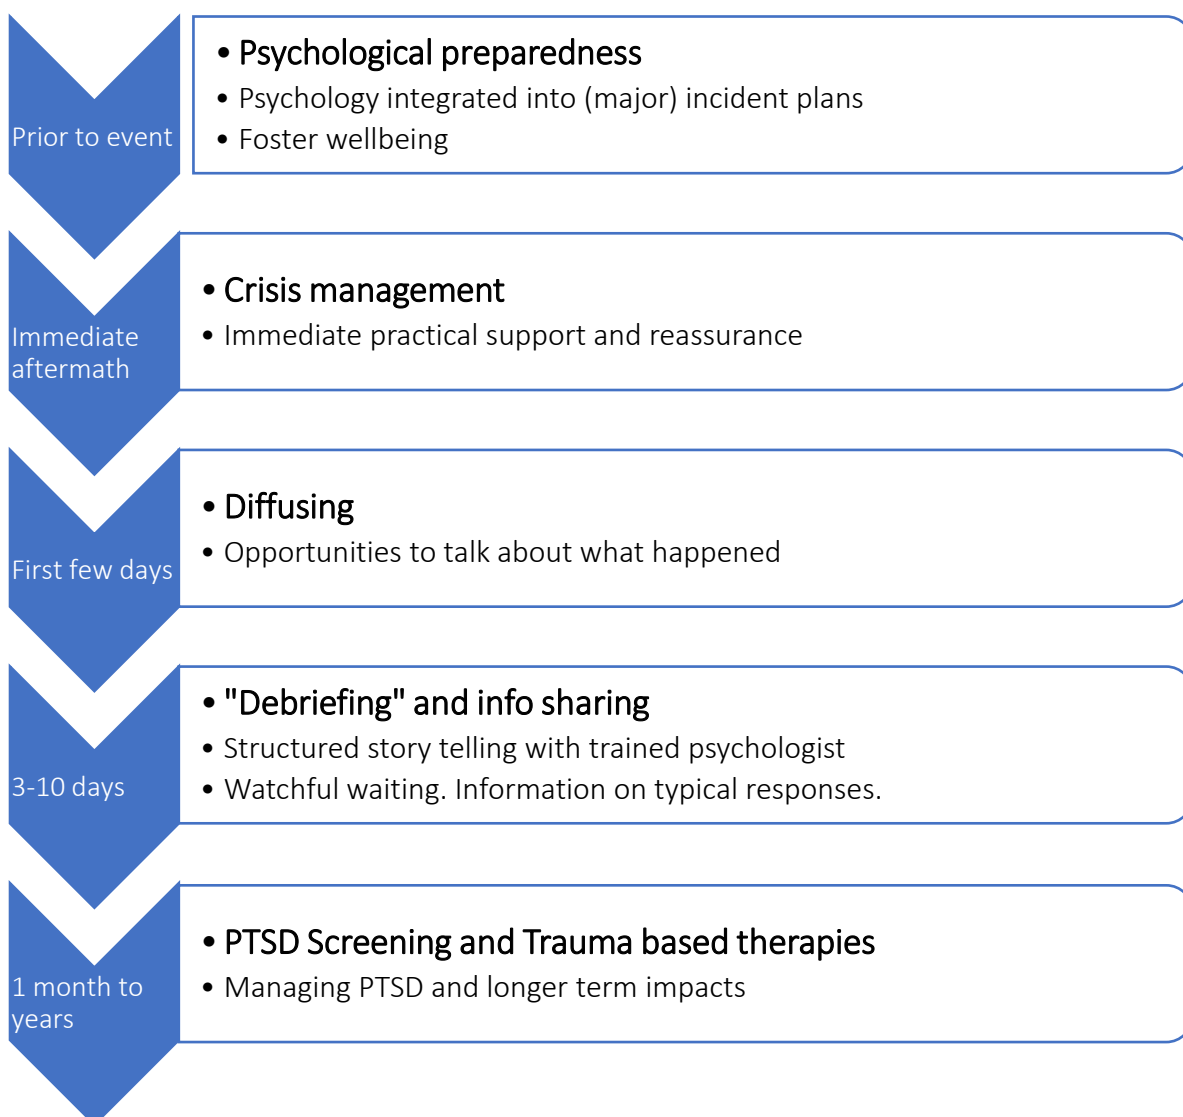 Prior to event
• Psychological preparedness
• Psychology integrated into (major) incident plans
• Foster wellbeing
Immediate
aftermath
• Crisis management
• Immediate practical support and reassurance
First few days
• Diffusing
• Opportunities to talk about what happened
3-10 days
• "Debriefing" and info sharing
• Structured story telling with trained psychologist
• Watchful waiting. Information on typical responses.
1 month to
years
• PTSD Screening and Trauma based therapies
• Managing PTSD and longer term impacts